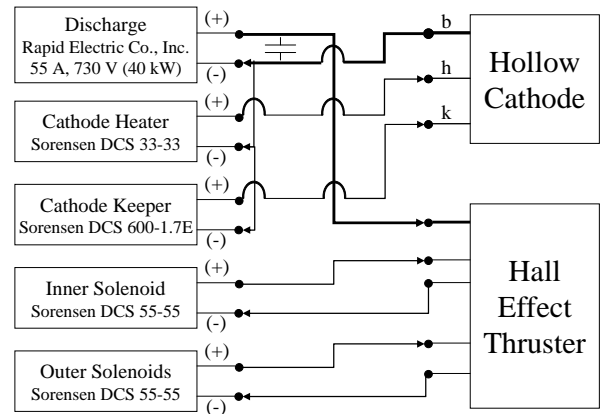 Discharge
Rapid Electric Co., Inc.
55 A, 730 V (40 kW)
(+)
(-)
Cathode Heater
Sorensen DCS 33-33
(+)
(-)
Cathode Keeper
Sorensen DCS 600-1.7E
(+)
(-)
Inner Solenoid
Sorensen DCS 55-55
(+)
(-)
Outer Solenoids
Sorensen DCS 55-55
(+)
(-)
b
h
k
Hollow
Cathode
Hall
Effect
Thruster